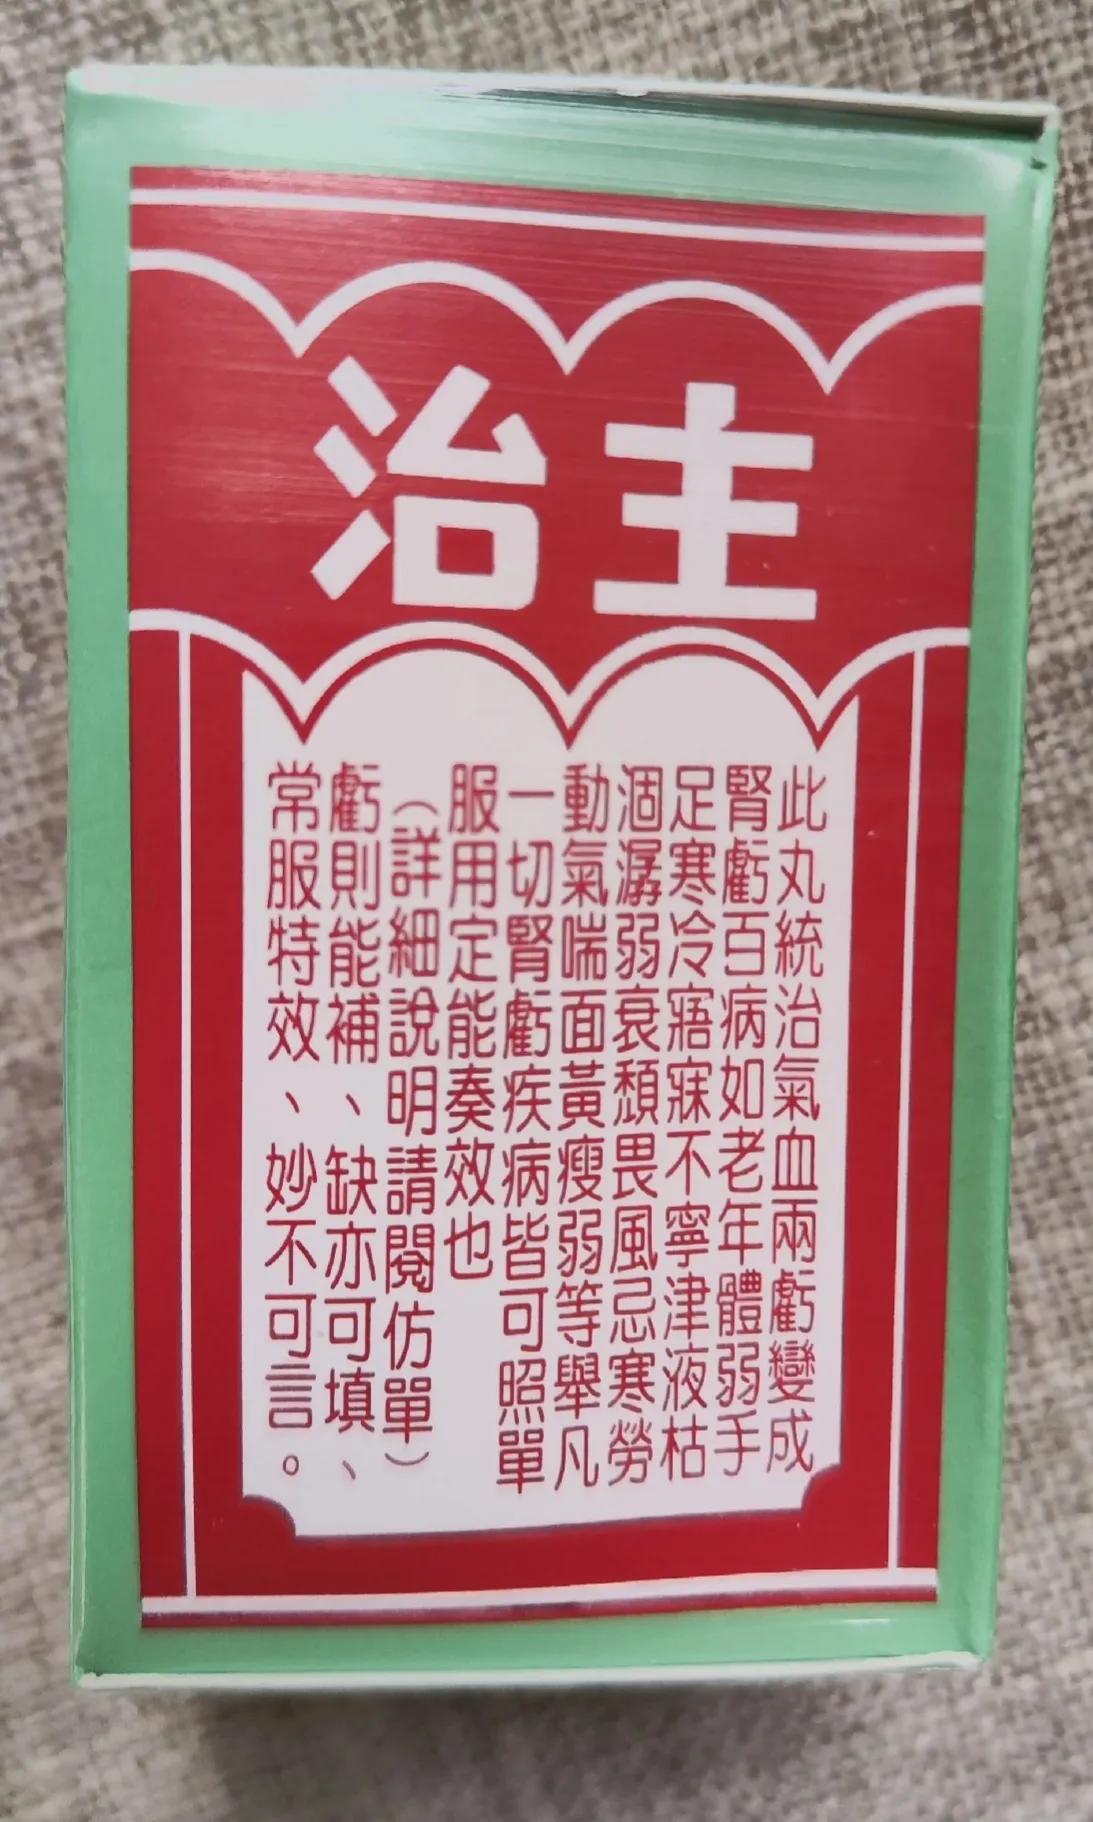 主治
此丸統治氣血兩虧變成
腎虧百病如老年體弱手
足寒冷寤寐不寧津液枯
涸潺弱衰頹畏風忌寒勞
動氣喘面黃瘦弱等舉凡
一切腎虧疾病皆可照單
服用定能奏效也
（詳細說明請閱仿單）
虧則能補、缺亦可填、
常服特效、妙不可言。